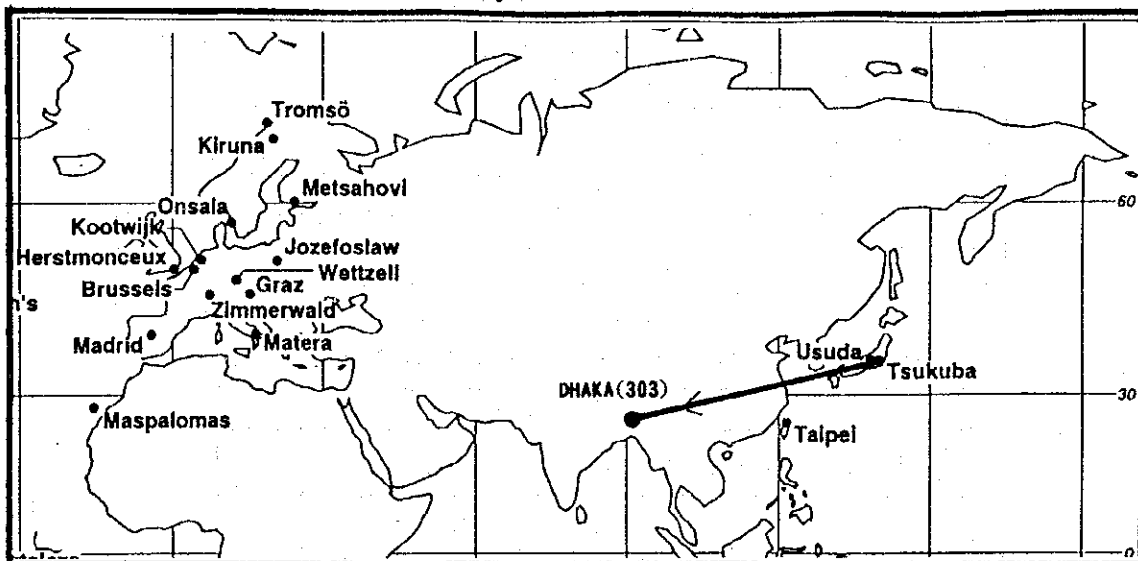 Tromsö
Kiruna
Metsahovi
Onsala
60
Kootwijk
Herstmonceux
Jozefoslaw
Wettzell
Brussels
Graz
n's
Zimmerwald
Madrid
Matera
Usuda
Tsukuba
DHAKA(303)
30
Maspalomas
Taipei
0